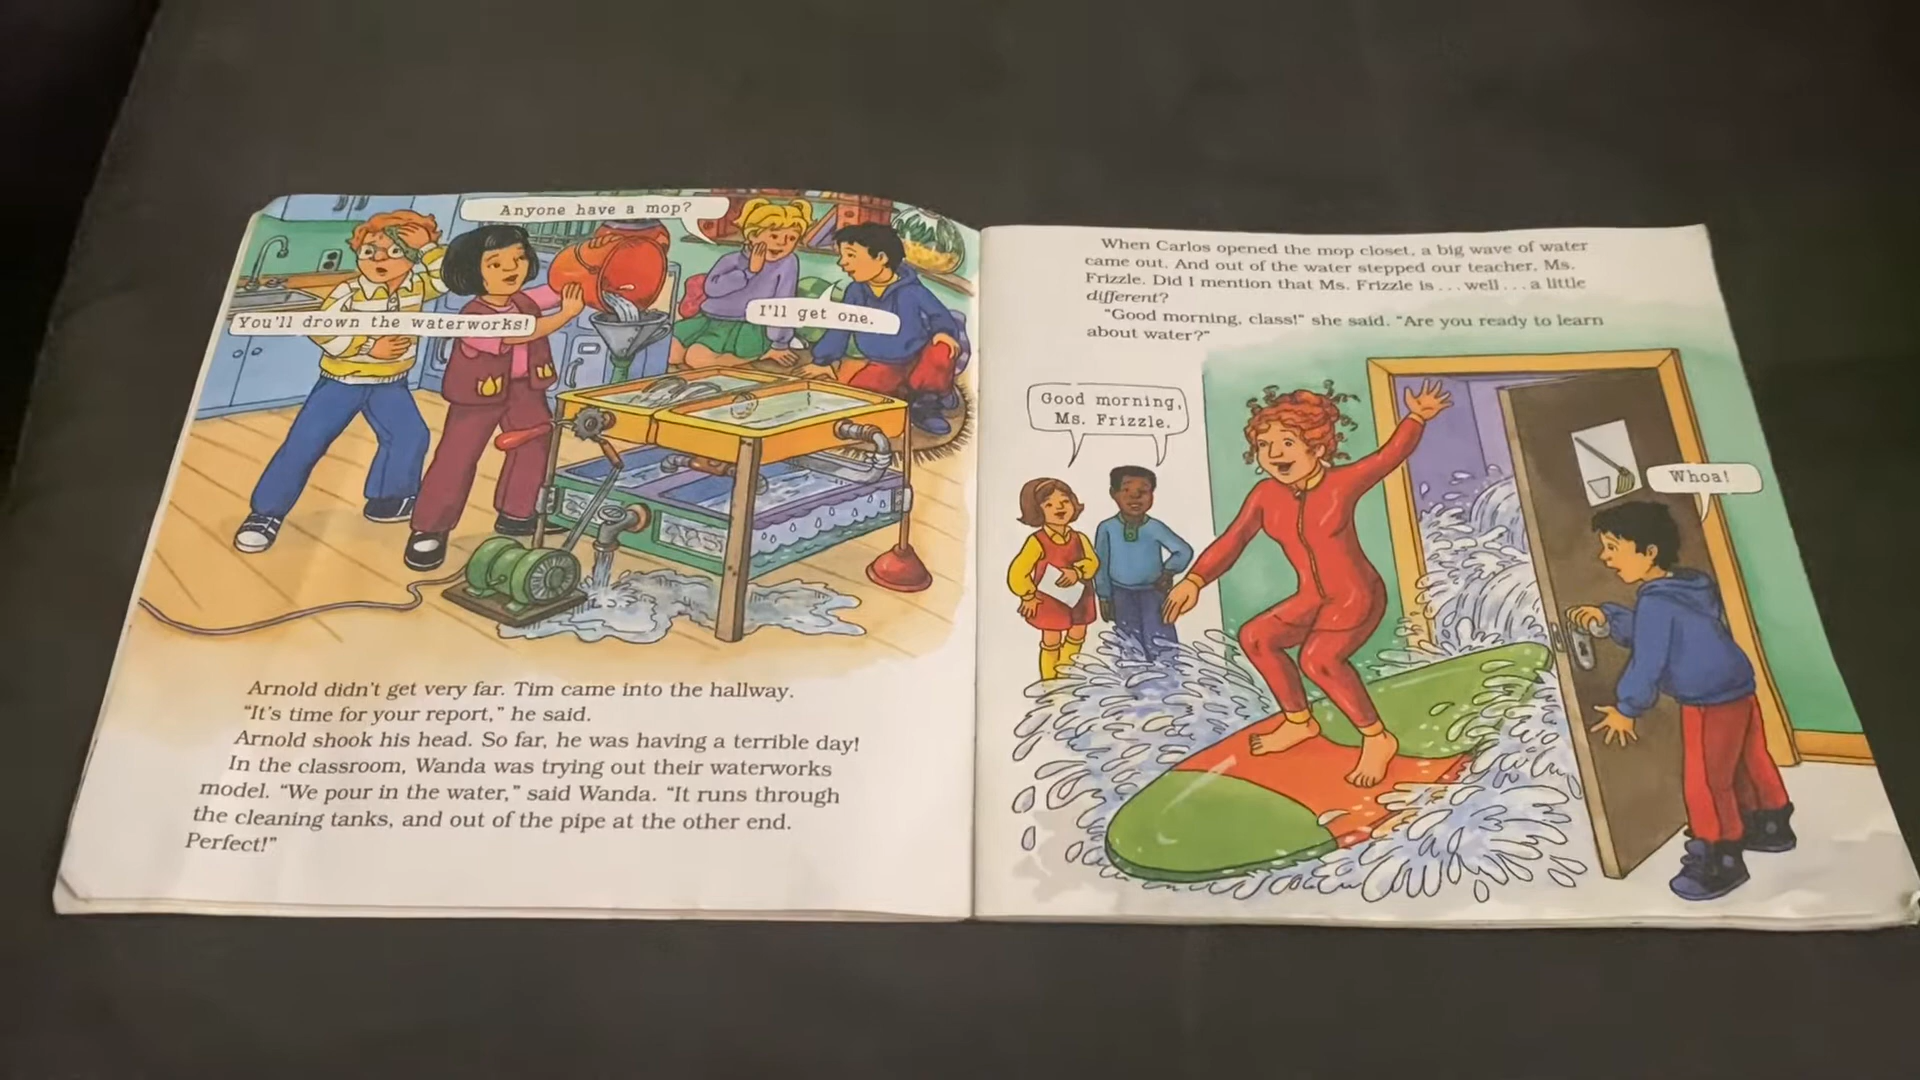 Anyone have a mop?
You'll drown the waterworks!
I'll get one.
Arnold didn't get very far. Tim came into the hallway.
"It's time for your report," he said.
Arnold shook his head. So far, he was having a terrible day!
In the classroom, Wanda was trying out their waterworks
model. "We pour in the water," said Wanda. "It runs through
the cleaning tanks, and out of the pipe at the other end.
Perfect!"
When Carlos opened the mop closet, a big wave of water
came out. And out of the water stepped our teacher, Ms.
Frizzle. Did I mention that Ms. Frizzle is . . . well . . . a little
different?
"Good morning, class!" she said. "Are you ready to learn
about water?"
Good morning,
Ms. Frizzle.
Whoa!